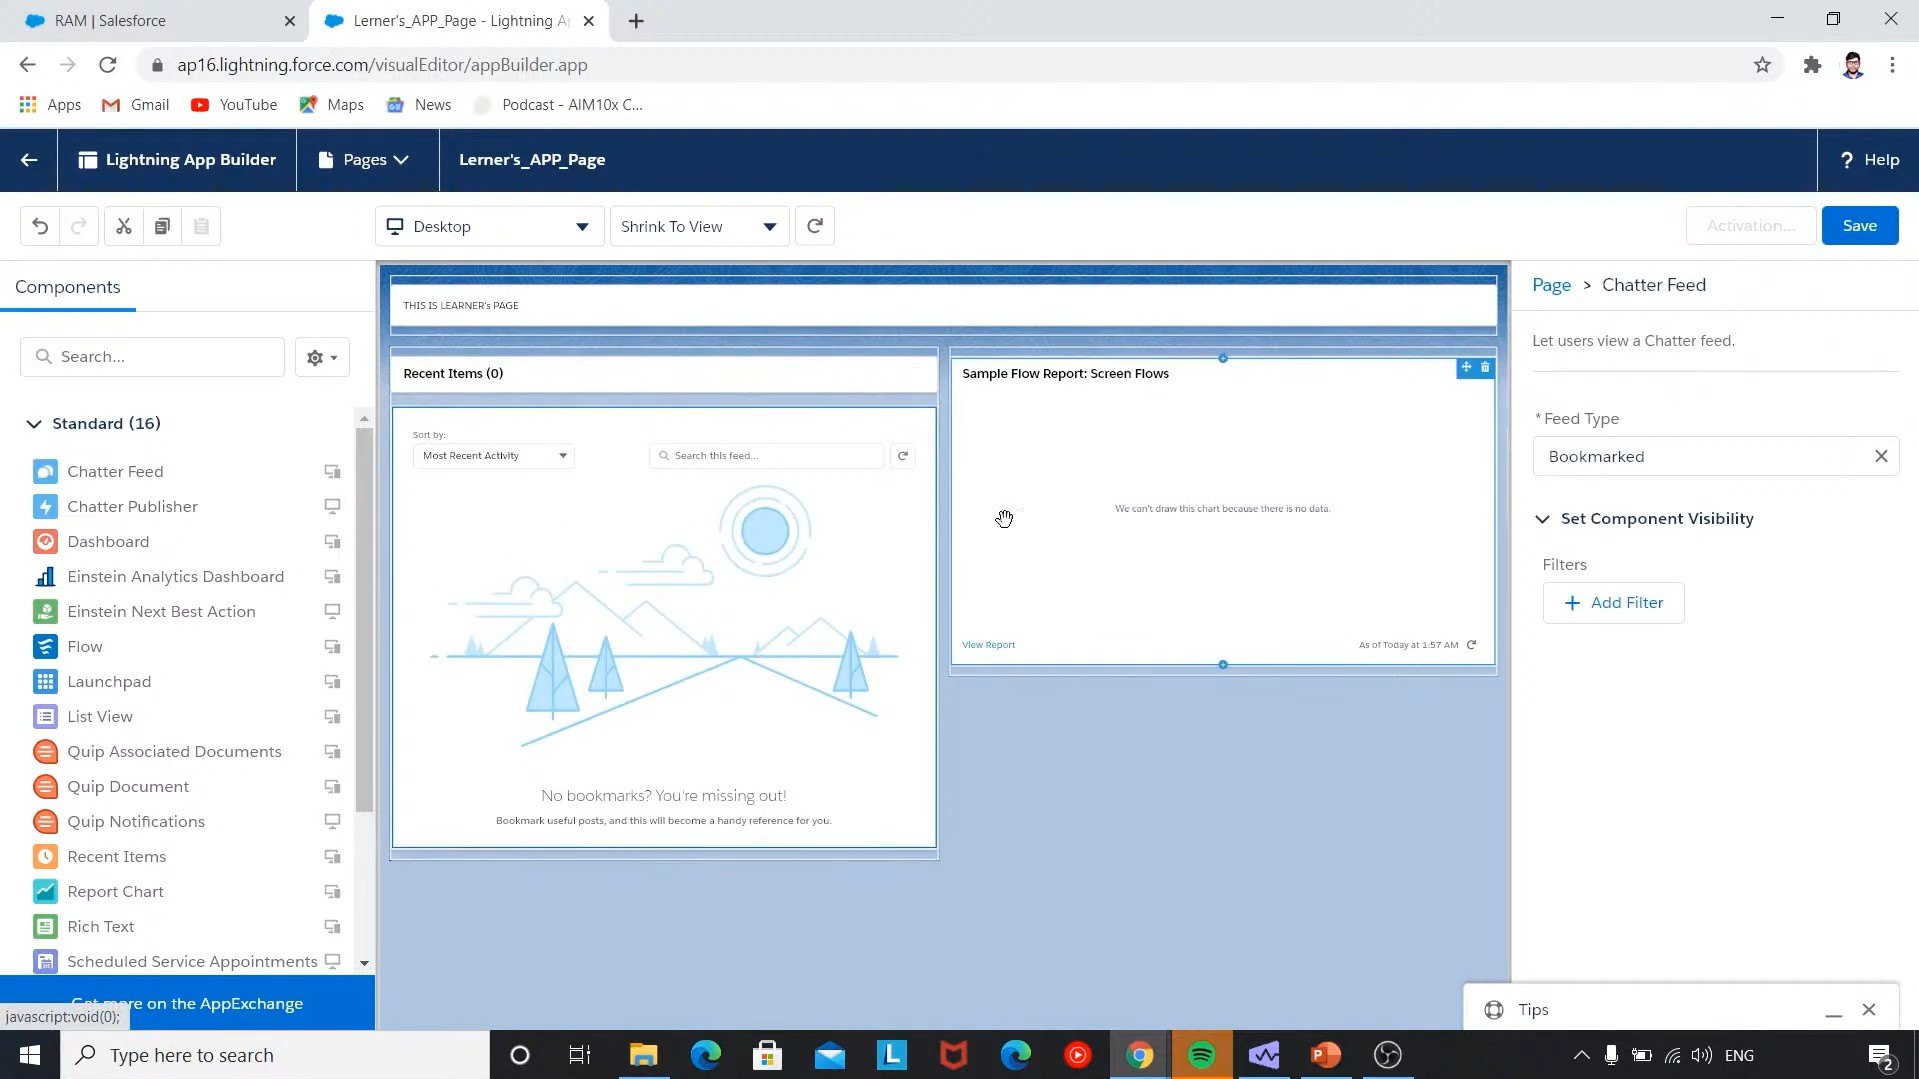 RAM | Salesforce
Lerner's_APP_Page - Lightning A
ap16.lightning.force.com/visualEditor/appBuilder.app
Apps
Gmail
YouTube
Maps
News
Podcast - AIM10x C...
Lightning App Builder
Pages
Lerner's_APP_Page
? Help
Desktop
Shrink To View
Activation...
Save
Components
Search...
Standard (16)
Chatter Feed
Chatter Publisher
Dashboard
Einstein Analytics Dashboard
Einstein Next Best Action
Flow
Launchpad
List View
Quip Associated Documents
Quip Document
Quip Notifications
Recent Items
Report Chart
Rich Text
Scheduled Service Appointments
Get more on the AppExchange
javascript:void(0);
THIS IS LEARNER's PAGE
Recent Items (0)
Sort by:
Most Recent Activity
Search this feed...
No bookmarks? You're missing out!
Bookmark useful posts, and this will become a handy reference for you.
Sample Flow Report: Screen Flows
We can't draw this chart because there is no data.
View Report
As of Today at 1:57 AM
Page > Chatter Feed
Let users view a Chatter feed.
* Feed Type
Bookmarked
Set Component Visibility
Filters
+ Add Filter
Tips
Type here to search
L
P
ENG
2